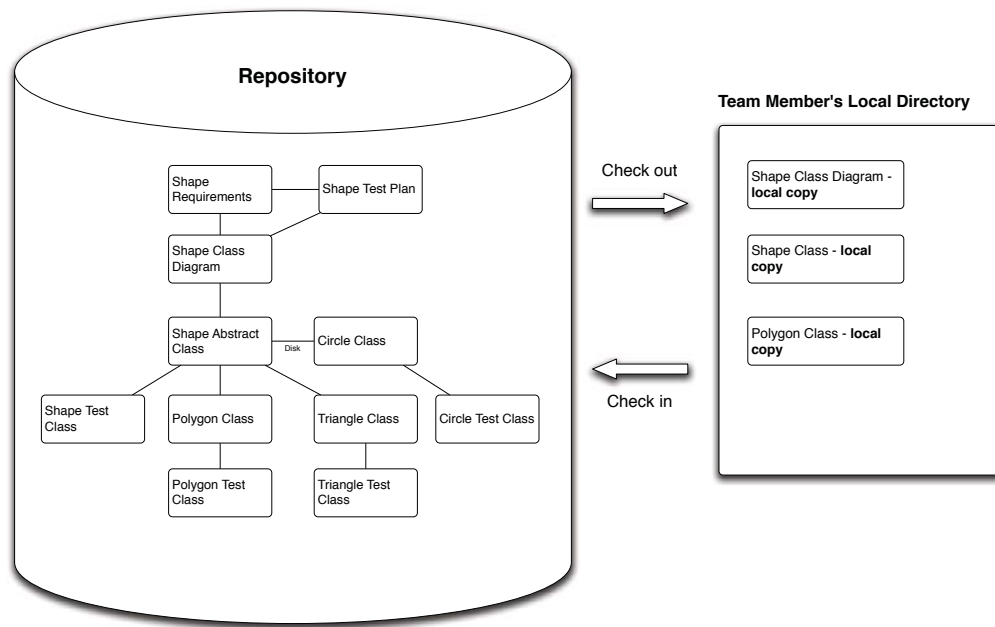 Repository
Team Member's Local Directory
Shape
Requirements
Shape Test Plan
Check out
Shape Class Diagram -
local copy
Shape Class
Diagram
Shape Class - local
copy
Shape Abstract
Class
Disk
Circle Class
Polygon Class - local
copy
Check in
Shape Test
Class
Polygon Class
Triangle Class
Circle Test Class
Polygon Test
Class
Triangle Test
Class